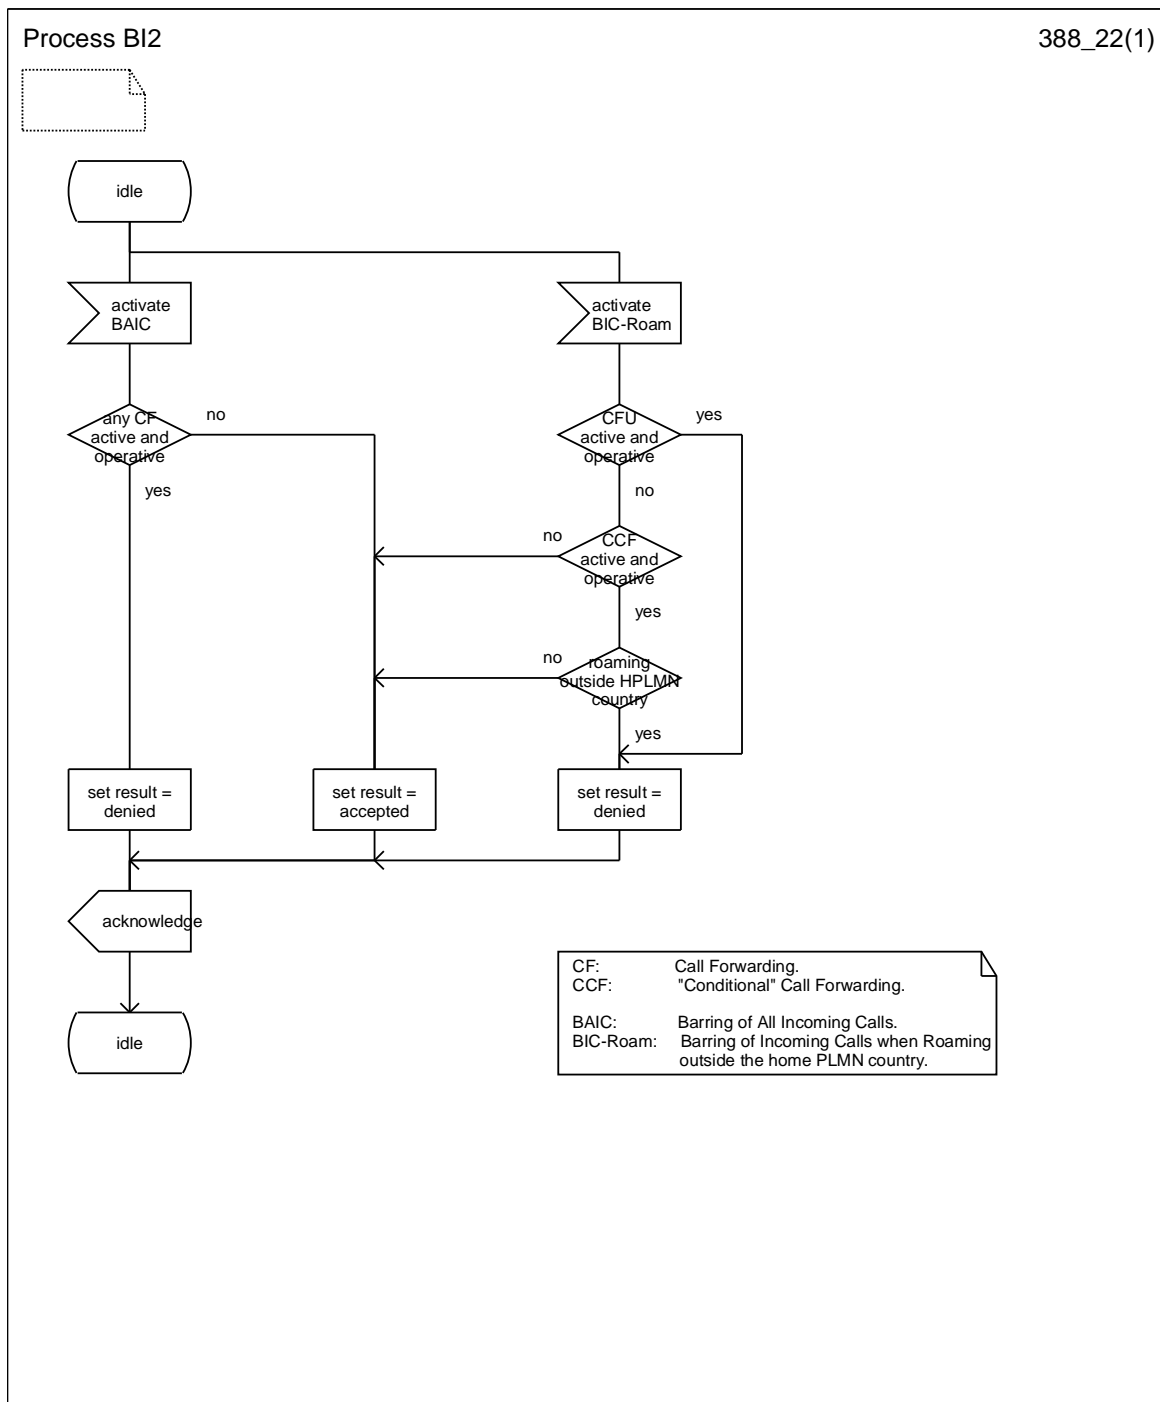 Process BI2
388_22(1)
idle
activate
BAIC
activate
BIC-Roam
any CF
active and
operative
no
yes
CFU
active and
operative
yes
no
no
CCF
active and
operative
yes
no
roaming
outside HPLMN
country
yes
set result =
denied
set result =
accepted
set result =
denied
acknowledge
idle
CF: Call Forwarding.
CCF: "Conditional" Call Forwarding.
BAIC: Barring of All Incoming Calls.
BIC-Roam: Barring of Incoming Calls when Roaming
outside the home PLMN country.